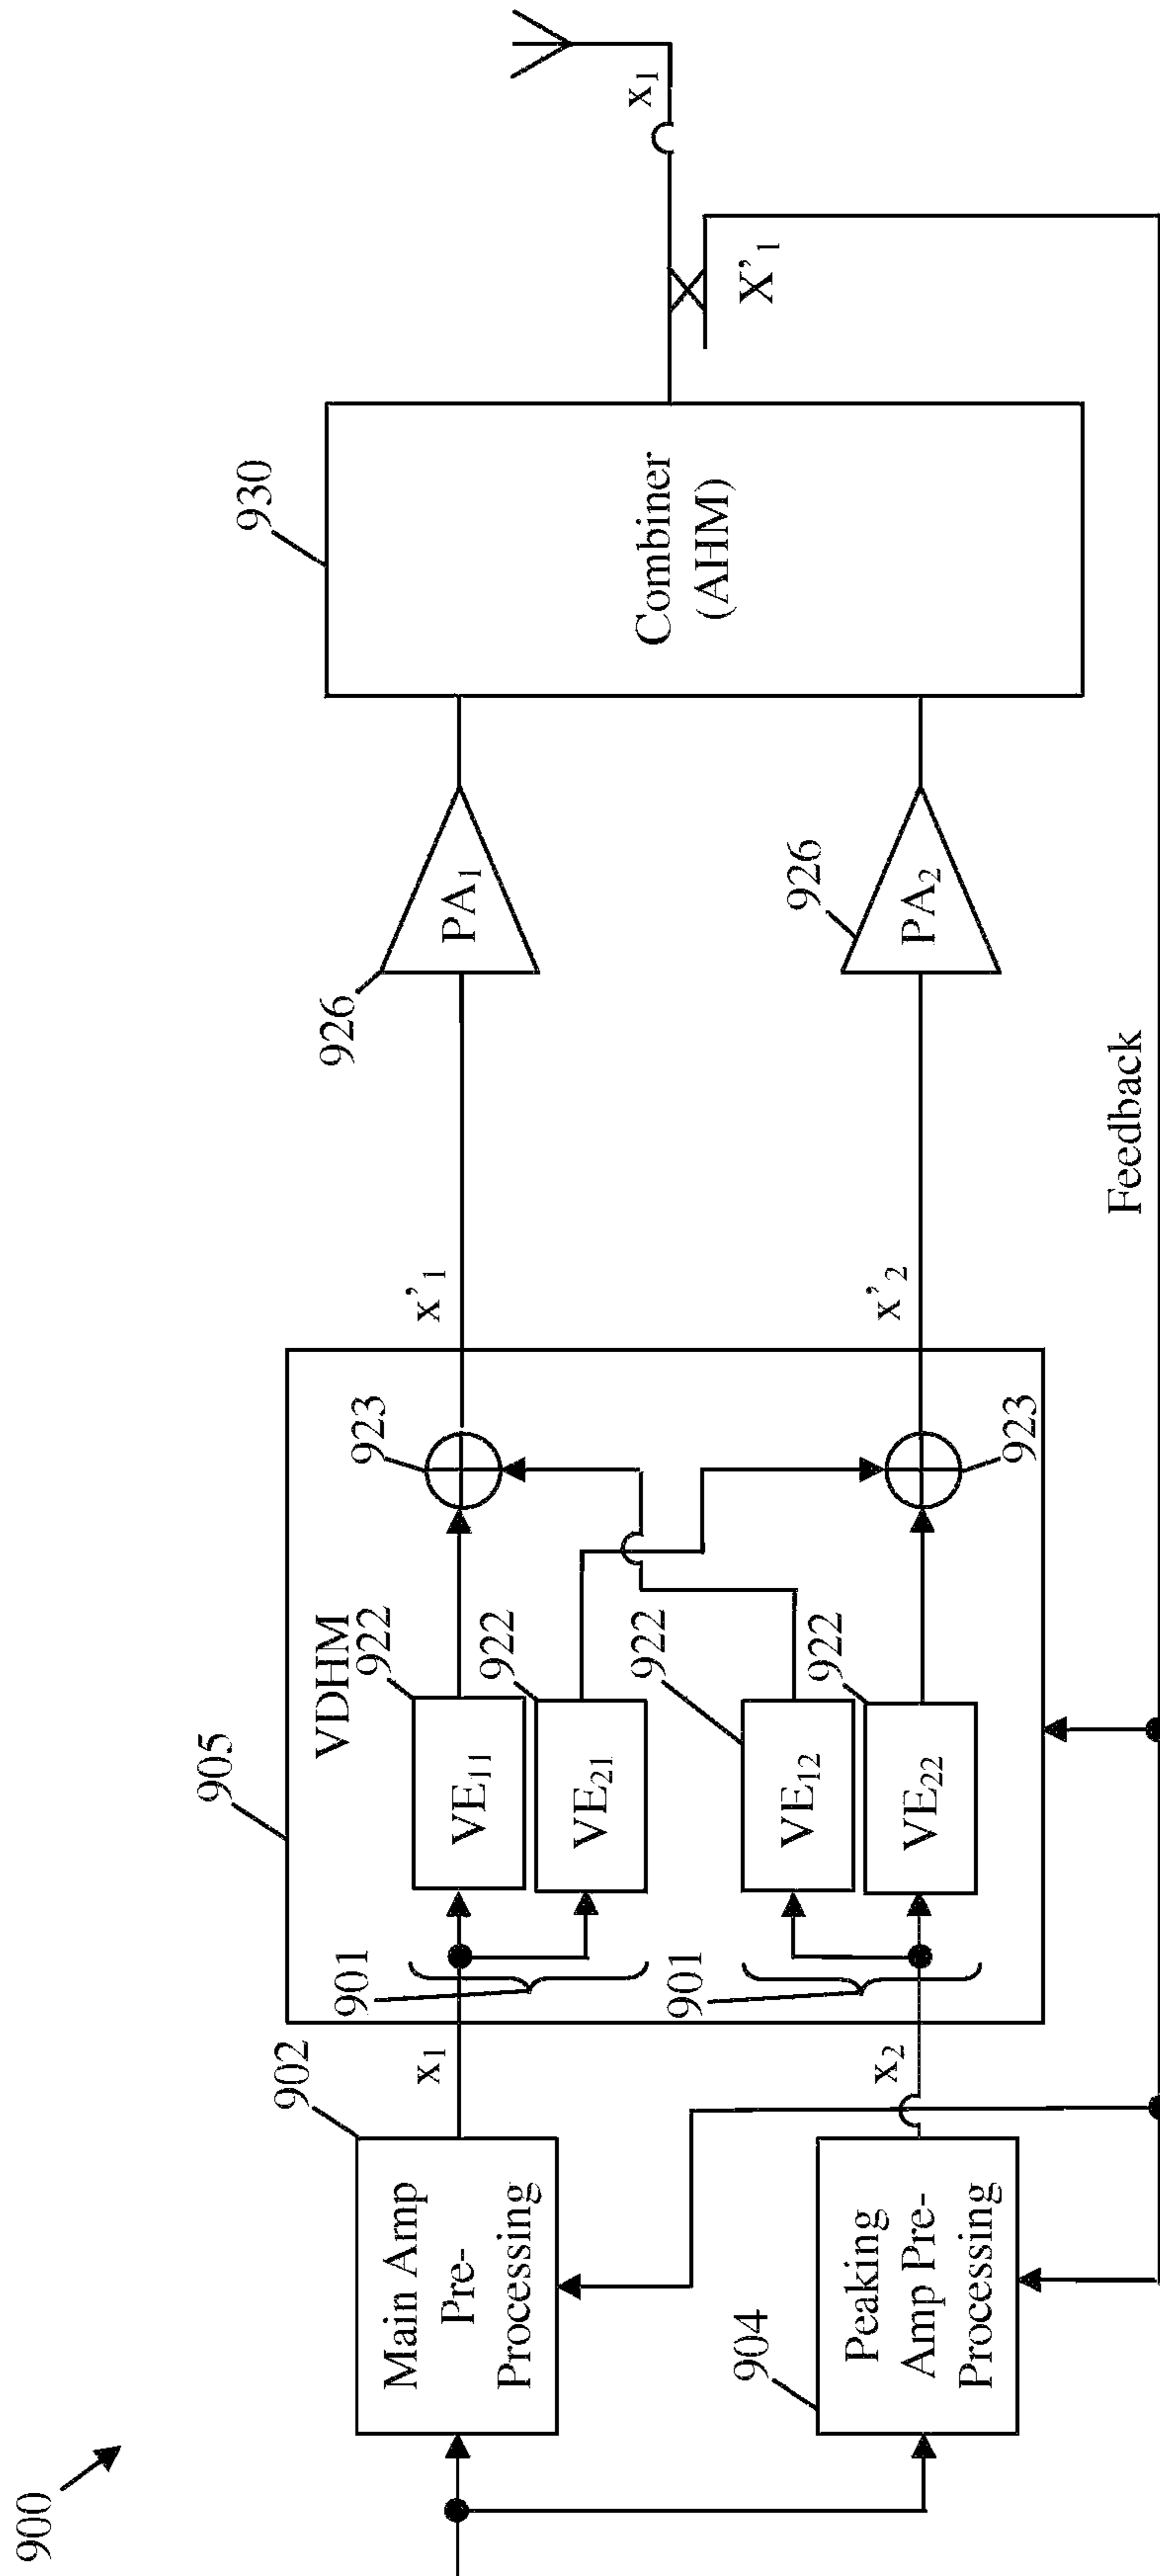 900
902
Main Amp
Pre-
Processing
904
Peaking
Amp Pre-
Processing
x₁
x₂
905
VDHM
901
901
VE₁₁
922
VE₂₁
922
VE₁₂
922
VE₂₂
922
923
923
x'₁
x'₂
926
PA₁
926
PA₂
930
Combiner
(AHM)
X'₁
x₁
Feedback